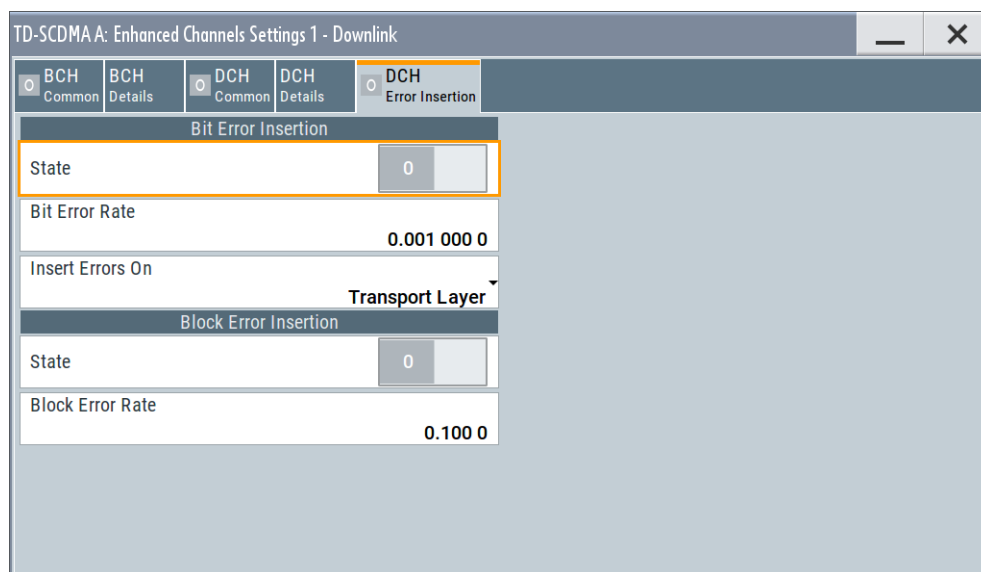 TD-SCDMA A: Enhanced Channels Settings 1 - Downlink
O BCH Common
BCH Details
O DCH Common
DCH Details
O DCH Error Insertion
Bit Error Insertion
State 0
Bit Error Rate
0.001 000 0
Insert Errors On
Transport Layer
Block Error Insertion
State 0
Block Error Rate
0.100 0